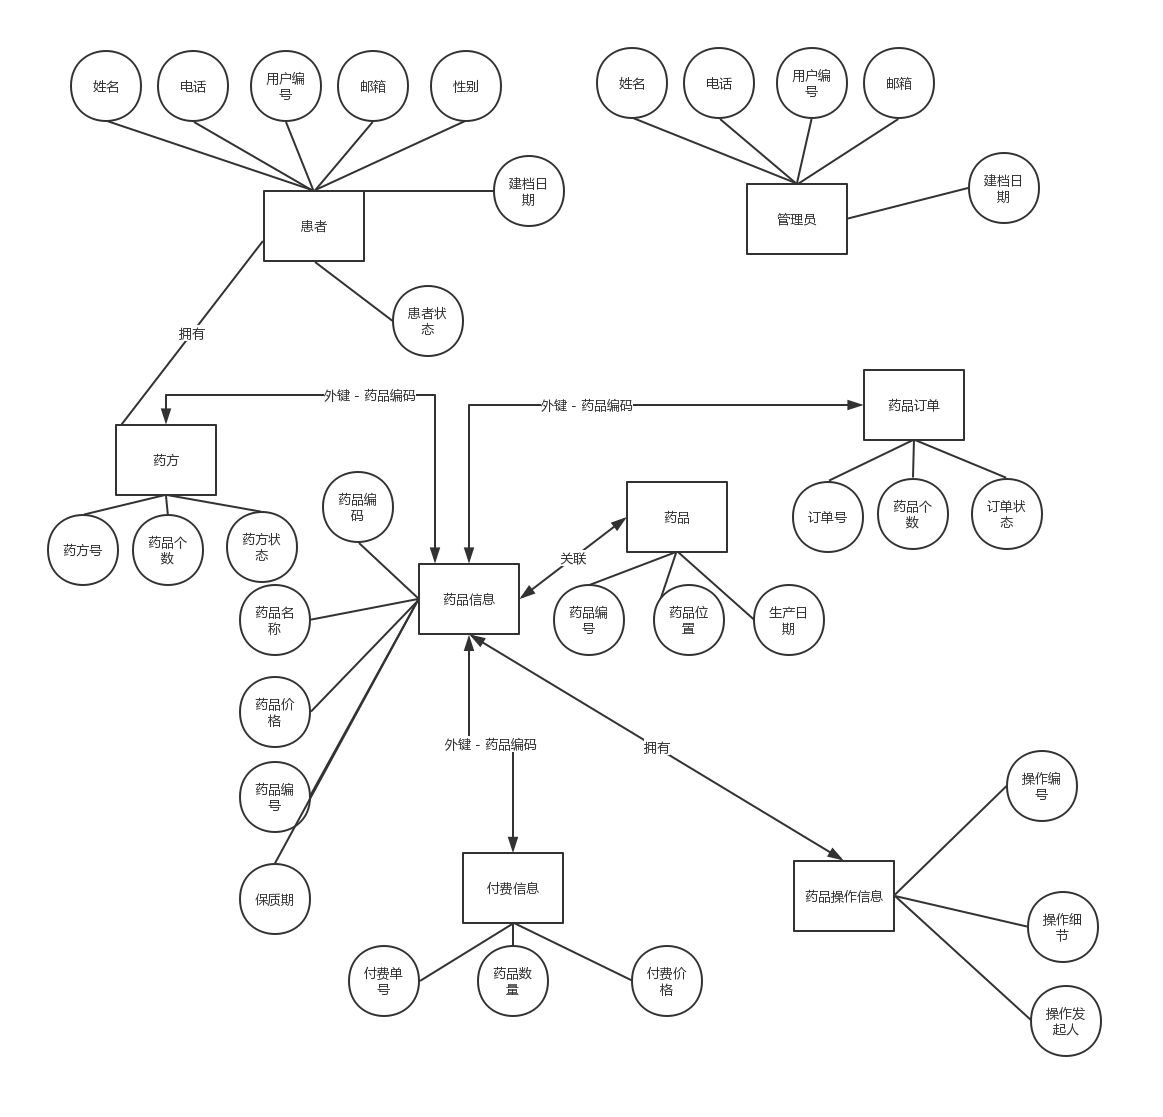 姓名
电话
用户编
号
邮箱
性别
建档日
期
患者
患者状
态
姓名
电话
用户编
号
邮箱
建档日
期
管理员
拥有
外键 - 药品编码
外键 - 药品编码
药品订单
订单号
药品个
数
订单状
态
药方
药方号
药品个
数
药方状
态
药品编
码
药品
关联
药品信息
药品编
号
药品位
置
生产日
期
药品名
称
药品价
格
药品编
号
保质期
外键 - 药品编码
拥有
付费信息
付费单
号
药品数
量
付费价
格
药品操作信息
操作编
号
操作细
节
操作发
起人